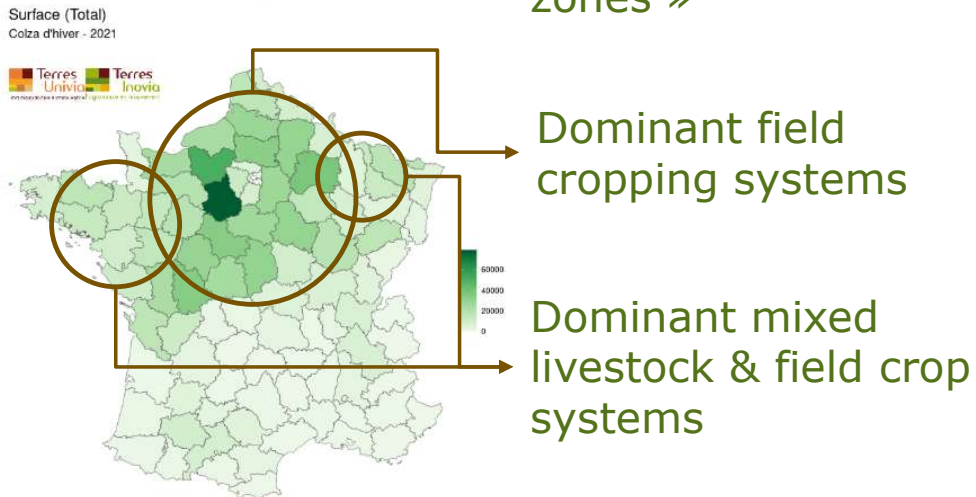 Surface (Total)
Colza d'hiver - 2021
Terres
Univia
Terres
Inovia
zones »
Dominant field
cropping systems
60000
40000
20000
0
Dominant mixed
livestock & field crop
systems